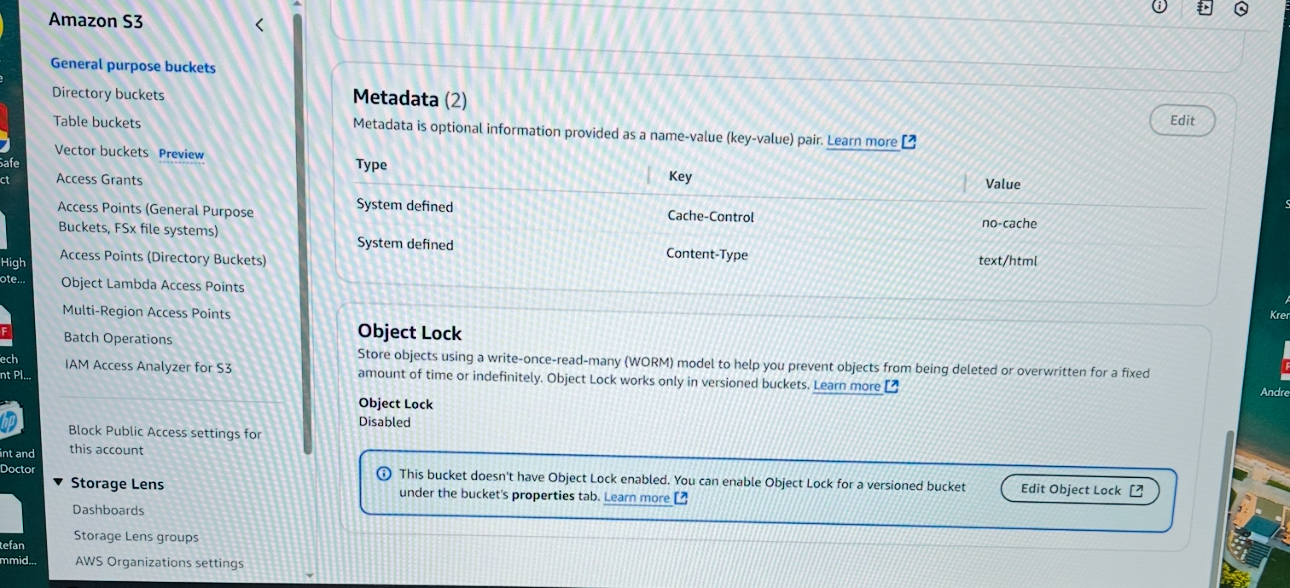 Amazon S3
General purpose buckets
Directory buckets
Table buckets
Vector buckets Preview
Access Grants
Access Points (General Purpose
Buckets, FSx file systems)
Access Points (Directory Buckets)
Object Lambda Access Points
Multi-Region Access Points
Batch Operations
IAM Access Analyzer for S3
Block Public Access settings for
this account
Storage Lens
Dashboards
Storage Lens groups
AWS Organizations settings
Metadata (2)
Edit
Metadata is optional information provided as a name-value (key-value) pair. Learn more
Type Key Value
System defined Cache-Control no-cache
System defined Content-Type text/html
Object Lock
Store objects using a write-once-read-many (WORM) model to help you prevent objects from being deleted or overwritten for a fixed
amount of time or indefinitely. Object Lock works only in versioned buckets. Learn more
Object Lock
Disabled
This bucket doesn't have Object Lock enabled. You can enable Object Lock for a versioned bucket
under the bucket's properties tab. Learn more
Edit Object Lock
Safe
ct
High
ote...
ech
nt Pl...
hp
int and
Doctor
tefan
mmid...
Krer
Andre